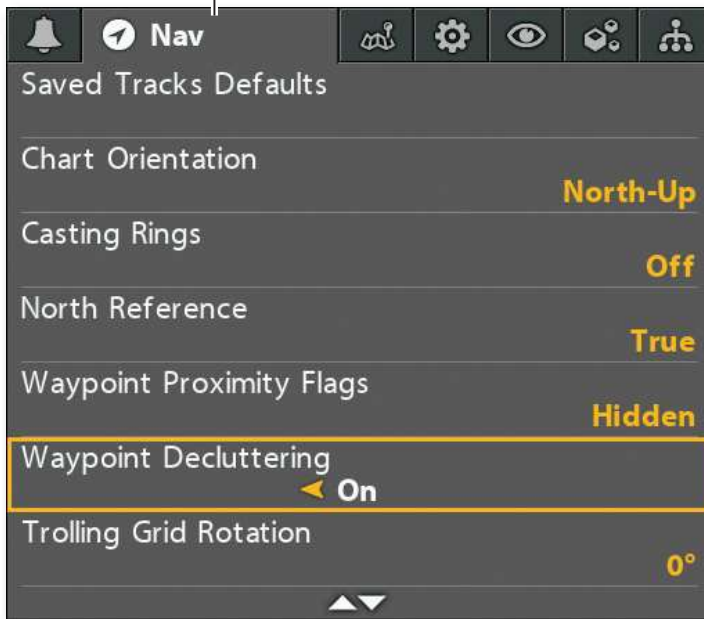 Nav
Saved Tracks Defaults
Chart Orientation
North-Up
Casting Rings
Off
North Reference
True
Waypoint Proximity Flags
Hidden
Waypoint Decluttering
On
Trolling Grid Rotation
0°